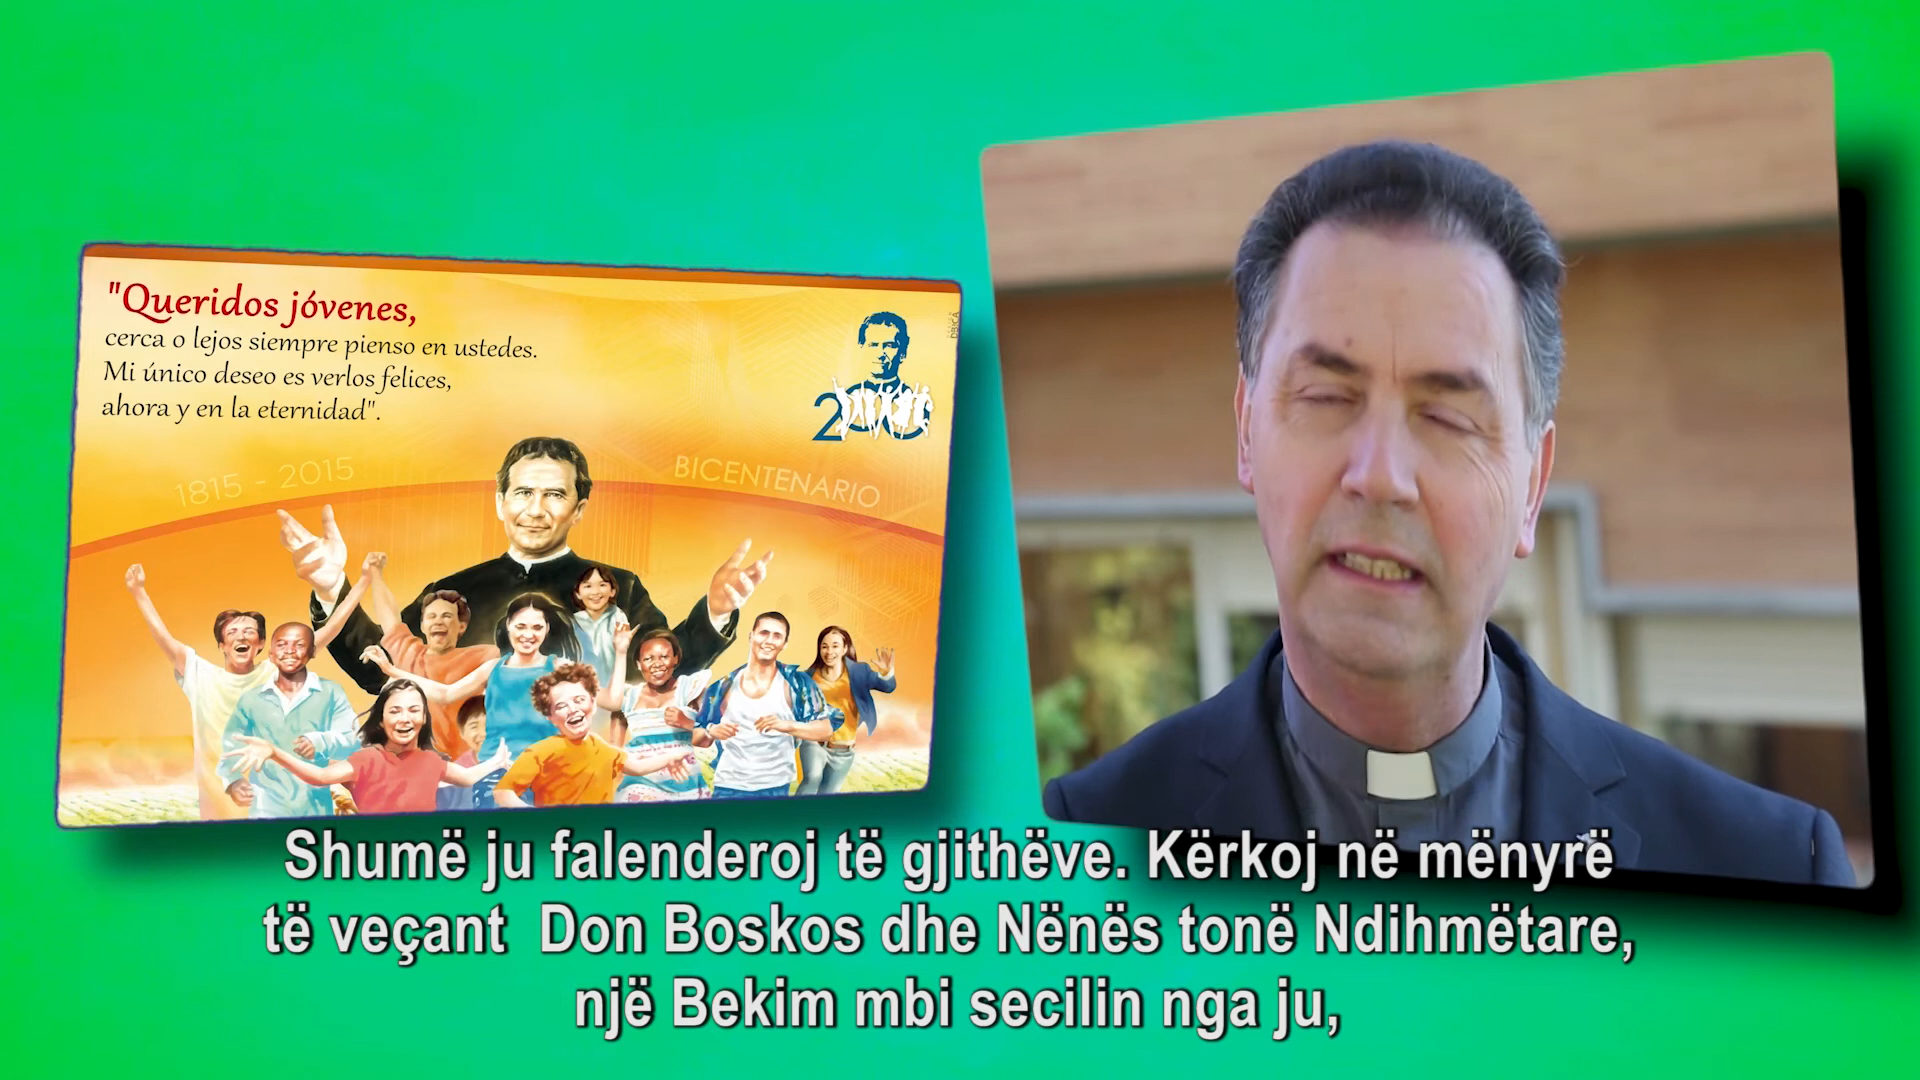 "Queridos jóvenes,
cerca o lejos siempre pienso en ustedes.
Mi único deseo es verlos felices,
ahora y en la eternidad".
200
1815 - 2015
BICENTENARIO
Shumë ju falenderoj të gjithëve. Kërkoj në mënyrë
të veçant Don Boskos dhe Nënës tonë Ndihmëtare,
një Bekim mbi secilin nga ju,